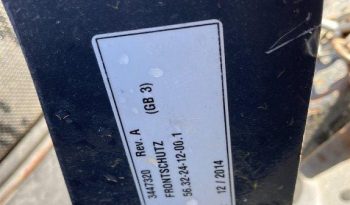 3447320 Rev. A (GB 3)
FRONTSCHUTZ
56.32-24-12-00.1
12 / 2014